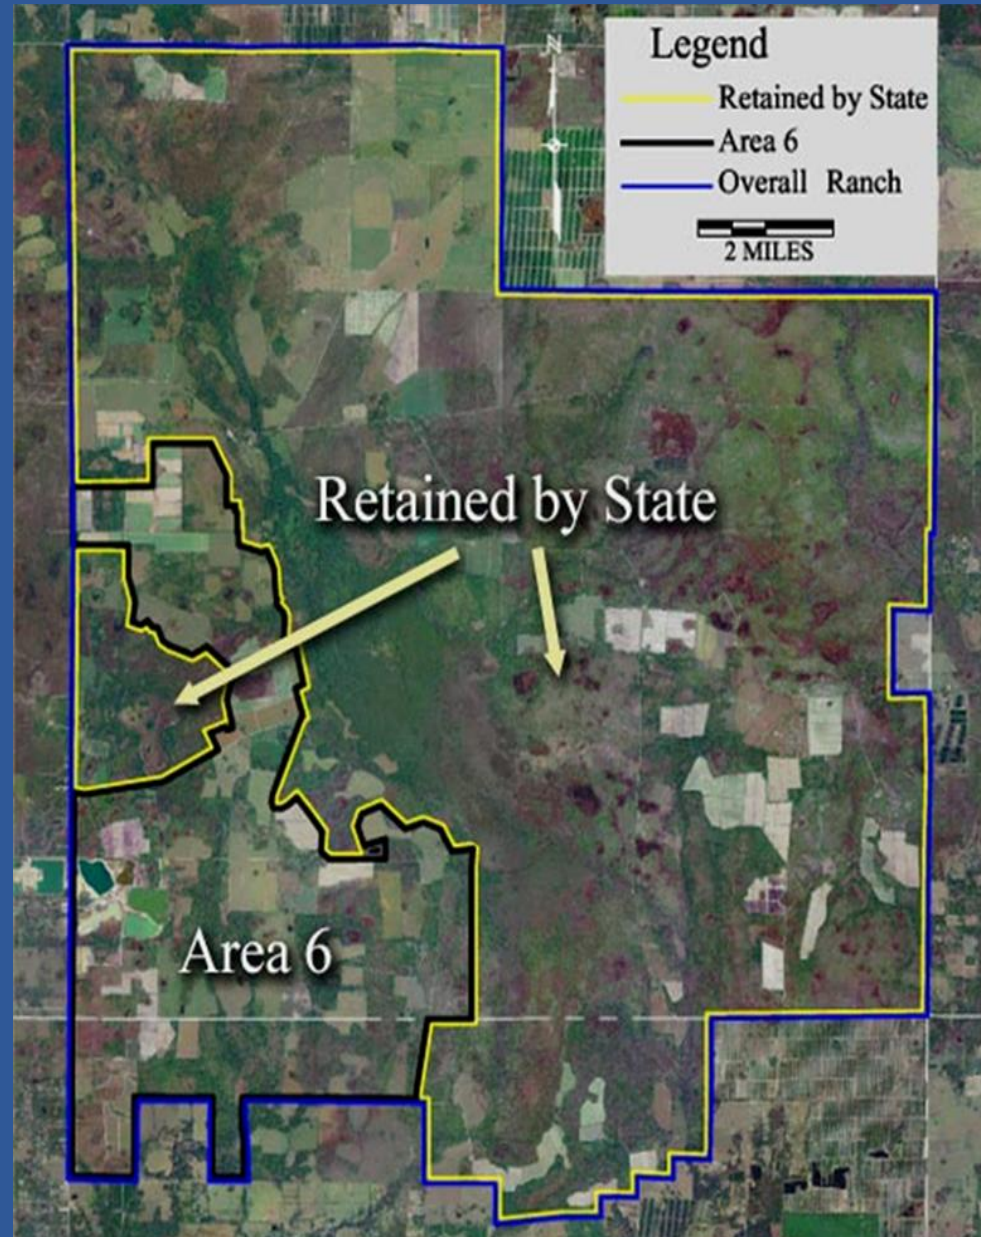 Legend
Retained by State
Area 6
Overall Ranch
2 MILES
N
Retained by State
Area 6